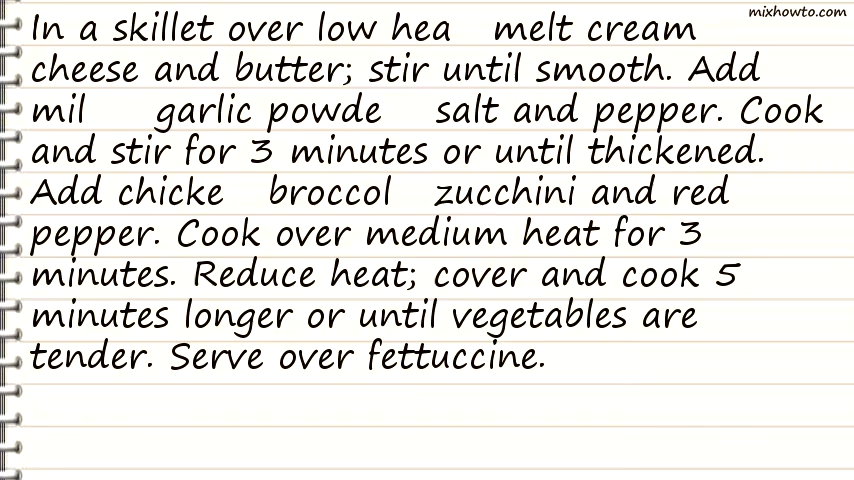 mixhowto.com
In a skillet over low hea melt cream
cheese and butter; stir until smooth. Add
mil garlic powde salt and pepper. Cook
and stir for 3 minutes or until thickened.
Add chicke broccol zucchini and red
pepper. Cook over medium heat for 3
minutes. Reduce heat; cover and cook 5
minutes longer or until vegetables are
tender. Serve over fettuccine.